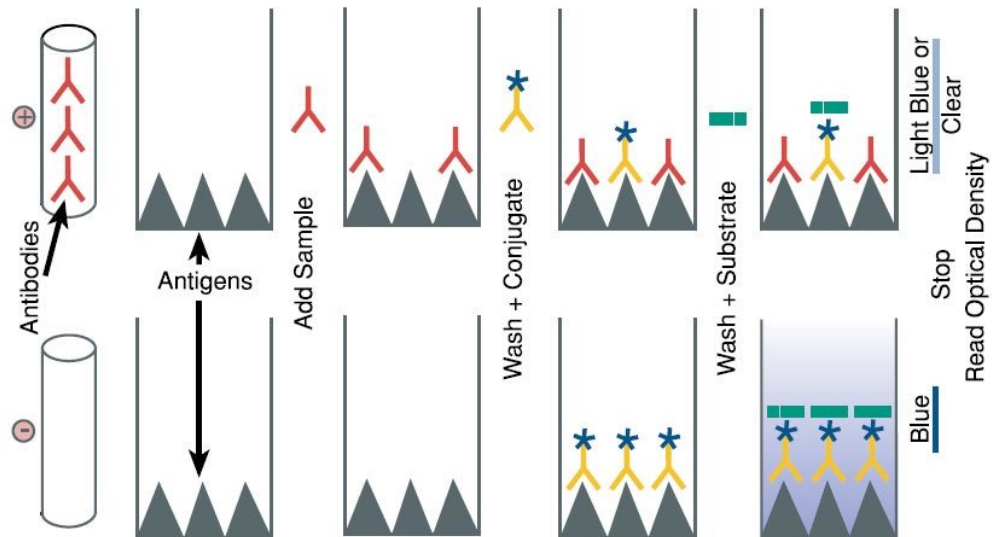 +
Antibodies
Antigens
Add Sample
Wash + Conjugate
Wash + Substrate
Light Blue or
Clear
Stop
Read Optical Density
-
Blue